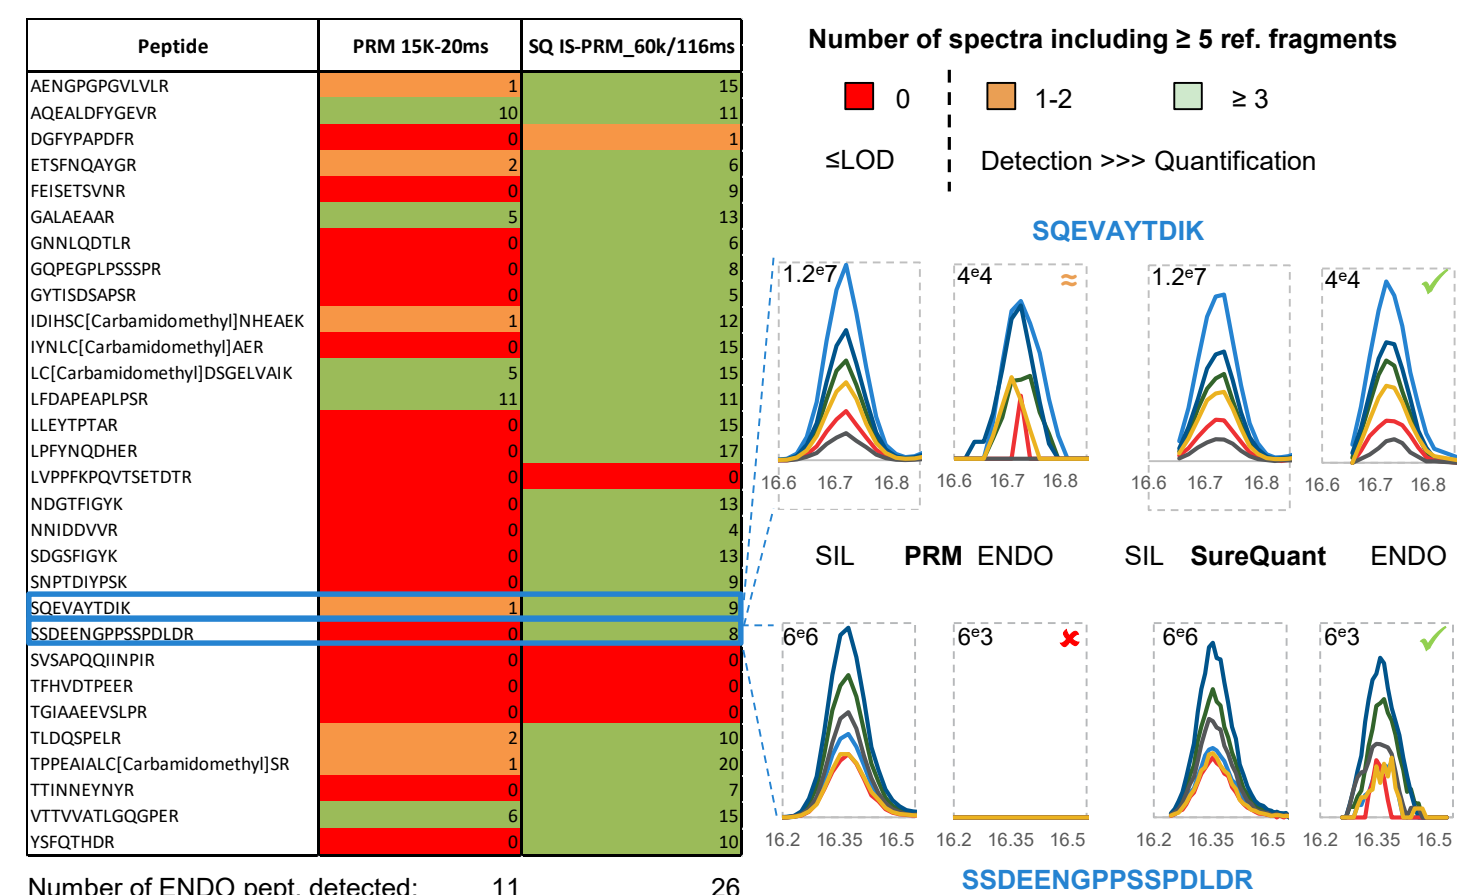 Peptide PRM 15K-20ms SQ IS-PRM_60k/116ms
AENGPGPGVLVLR 1 15
AQEALDFYGEVR 10 11
DGFYPAPDFR 0 1
ETSFNQAYGR 2 6
FEISETSVNR 0 9
GALAEAAR 5 13
GNNLQDTLR 0 6
GQPEGPLPSSSPR 0 8
GYTISDSAPSR 0 5
IDIHSC[Carbamidomethyl]NHEAEK 1 12
IYNLC[Carbamidomethyl]AER 0 15
LC[Carbamidomethyl]DSGELVAIK 5 15
LFDAPEAPLPSR 11 11
LLEYTPTAR 0 15
LPFYNQDHER 0 17
LVPPFKPQVTSETDTR 0 0
NDGTFIGYK 0 13
NNIDDVVR 0 4
SDGSFIGYK 0 13
SNPTDIYPSK 0 9
SQEVAYTDIK 1 9
SSDEENGPPSSPDLDR 0 8
SVSAPQQIINPIR 0 0
TFHVDTPEER 0 0
TGIAAEEVSLPR 0 0
TLDQSPELR 2 10
TPPEAIALC[Carbamidomethyl]SR 1 20
TTINNEYNYR 0 7
VTTVVATLGQGPER 6 15
YSFQTHDR 0 10
Number of ENDO pept. detected: 11 26
Number of spectra including ≥ 5 ref. fragments
0 1-2 ≥ 3
≤LOD Detection >>> Quantification
SQEVAYTDIK
1.2e7 4e4 ≈ 1.2e7 4e4
16.6 16.7 16.8 16.6 16.7 16.8 16.6 16.7 16.8 16.6 16.7 16.8
SIL PRM ENDO SIL SureQuant ENDO
6e6 6e3 6e6 6e3
16.2 16.35 16.5 16.2 16.35 16.5 16.2 16.35 16.5 16.2 16.35 16.5
SSDEENGPPSSPDLDR